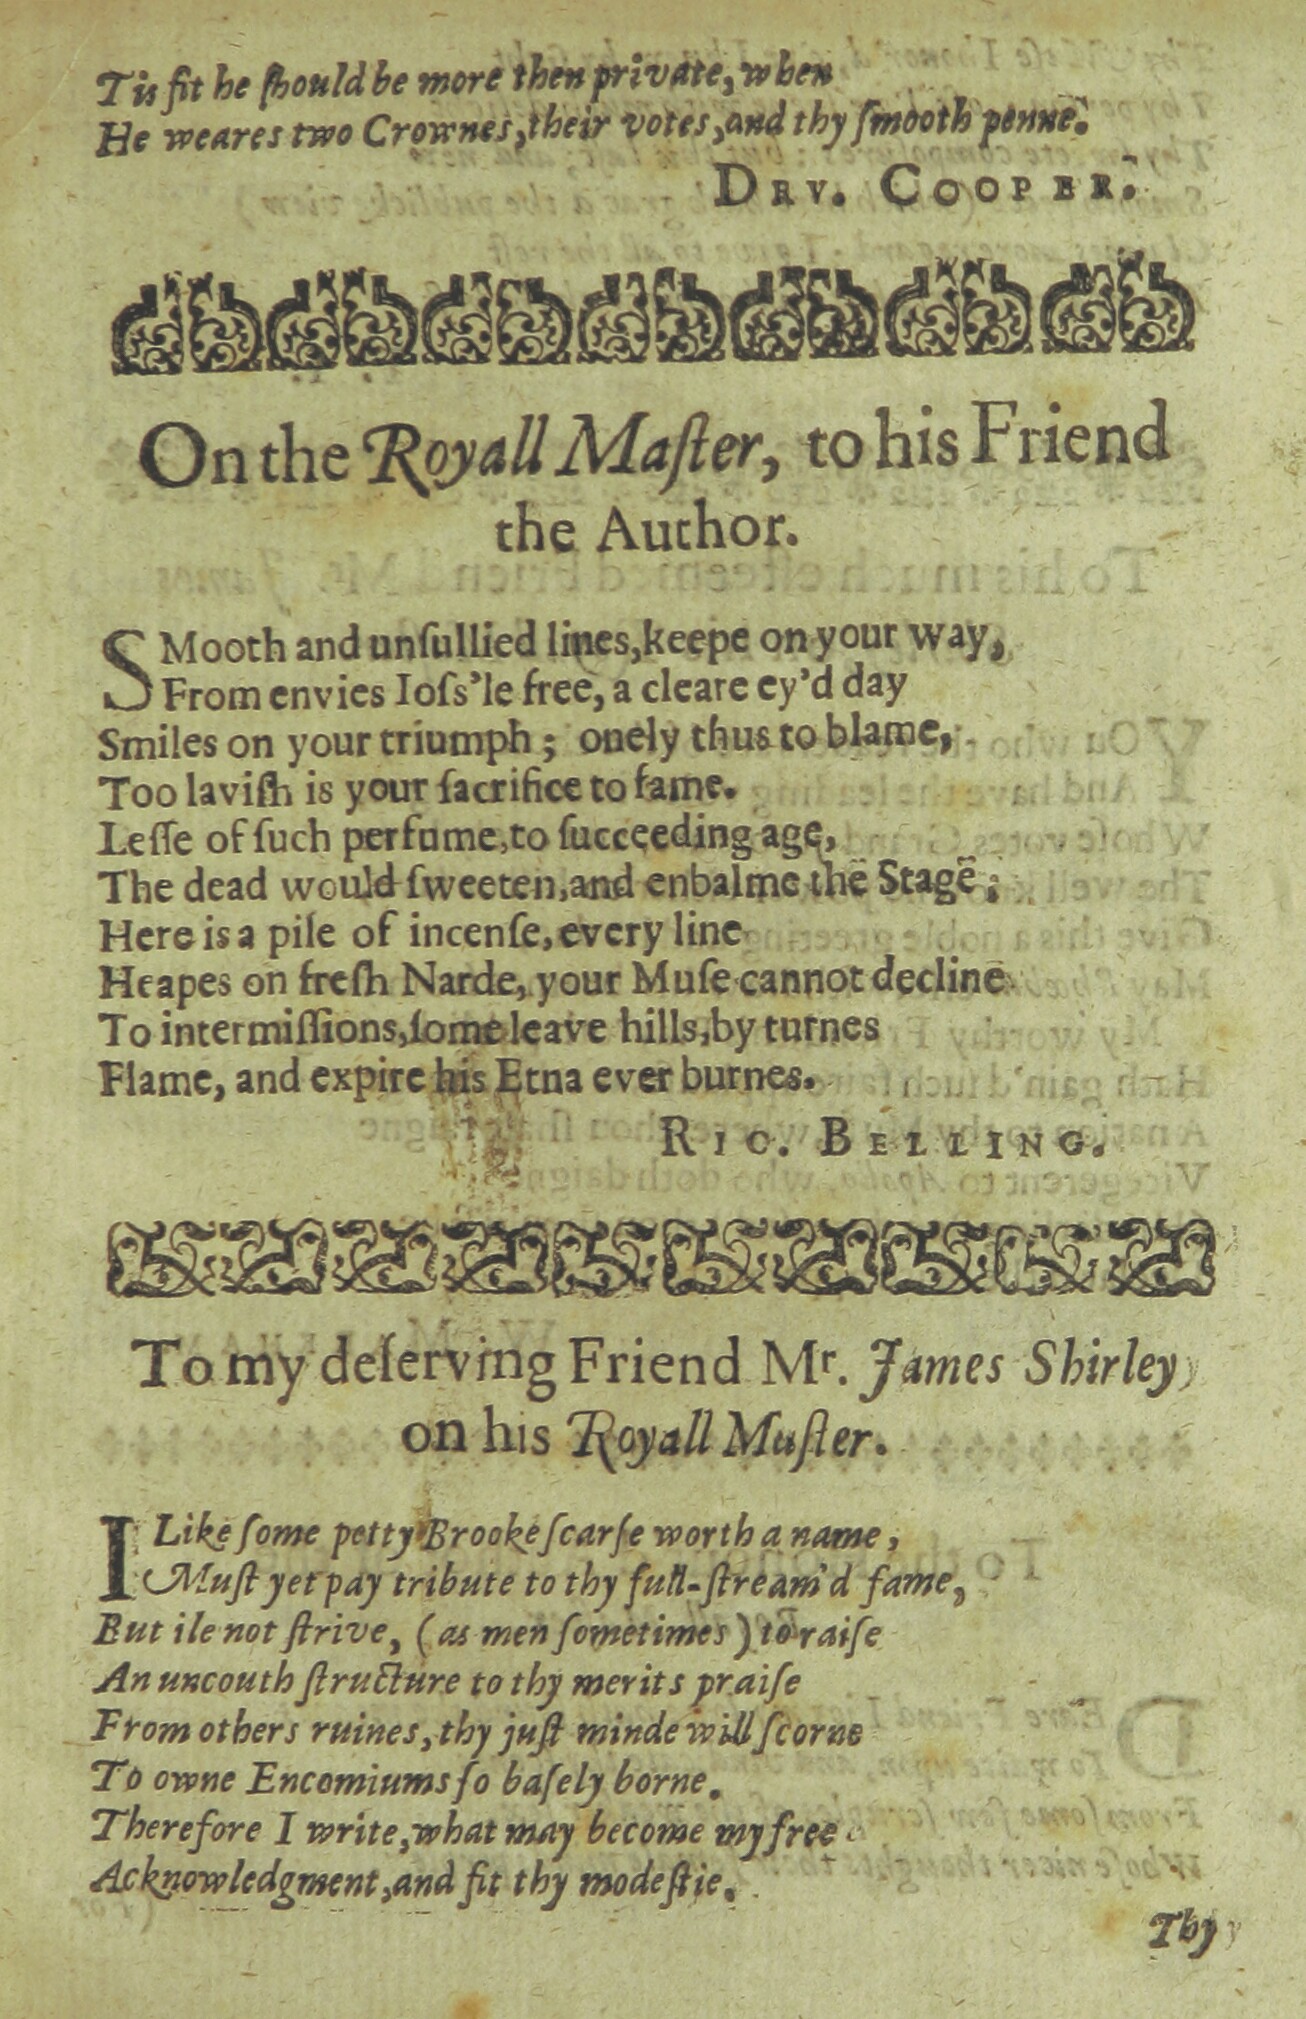 Tis fit he ſhould be more then private, when
He weares two Crownes, their votes, and thy ſmooth penne.
DRV. COOPER.
On the Royall Maſter, to his Friend
the Author.
SMooth and unſullied lines, keepe on your way,
From envies Ioſs'le free, a cleare ey'd day
Smiles on your triumph; onely thus to blame,
Too laviſh is your ſacrifice to fame.
Leſſe of ſuch perfume, to ſucceeding age,
The dead would ſweeten, and enbalme the Stage;
Here is a pile of incenſe, every line
Heapes on freſh Narde, your Muſe cannot decline
To intermiſſions, ſome leave hills, by turnes
Flame, and expire his Etna ever burnes.
RIC. BELLING.
To my deſerving Friend Mr. James Shirley
on his Royall Muſter.
I Like ſome petty Brooke ſcarſe worth a name,
Muſt yet pay tribute to thy full-ſtream'd fame,
But ile not ſtrive, (as men ſometimes) to raiſe
An uncouth ſtructure to thy merits praiſe
From others ruines, thy juſt minde will ſcorne
To owne Encomiums ſo baſely borne.
Therefore I write, what may become my free
Acknowledgment, and fit thy modeſtie.
Thy